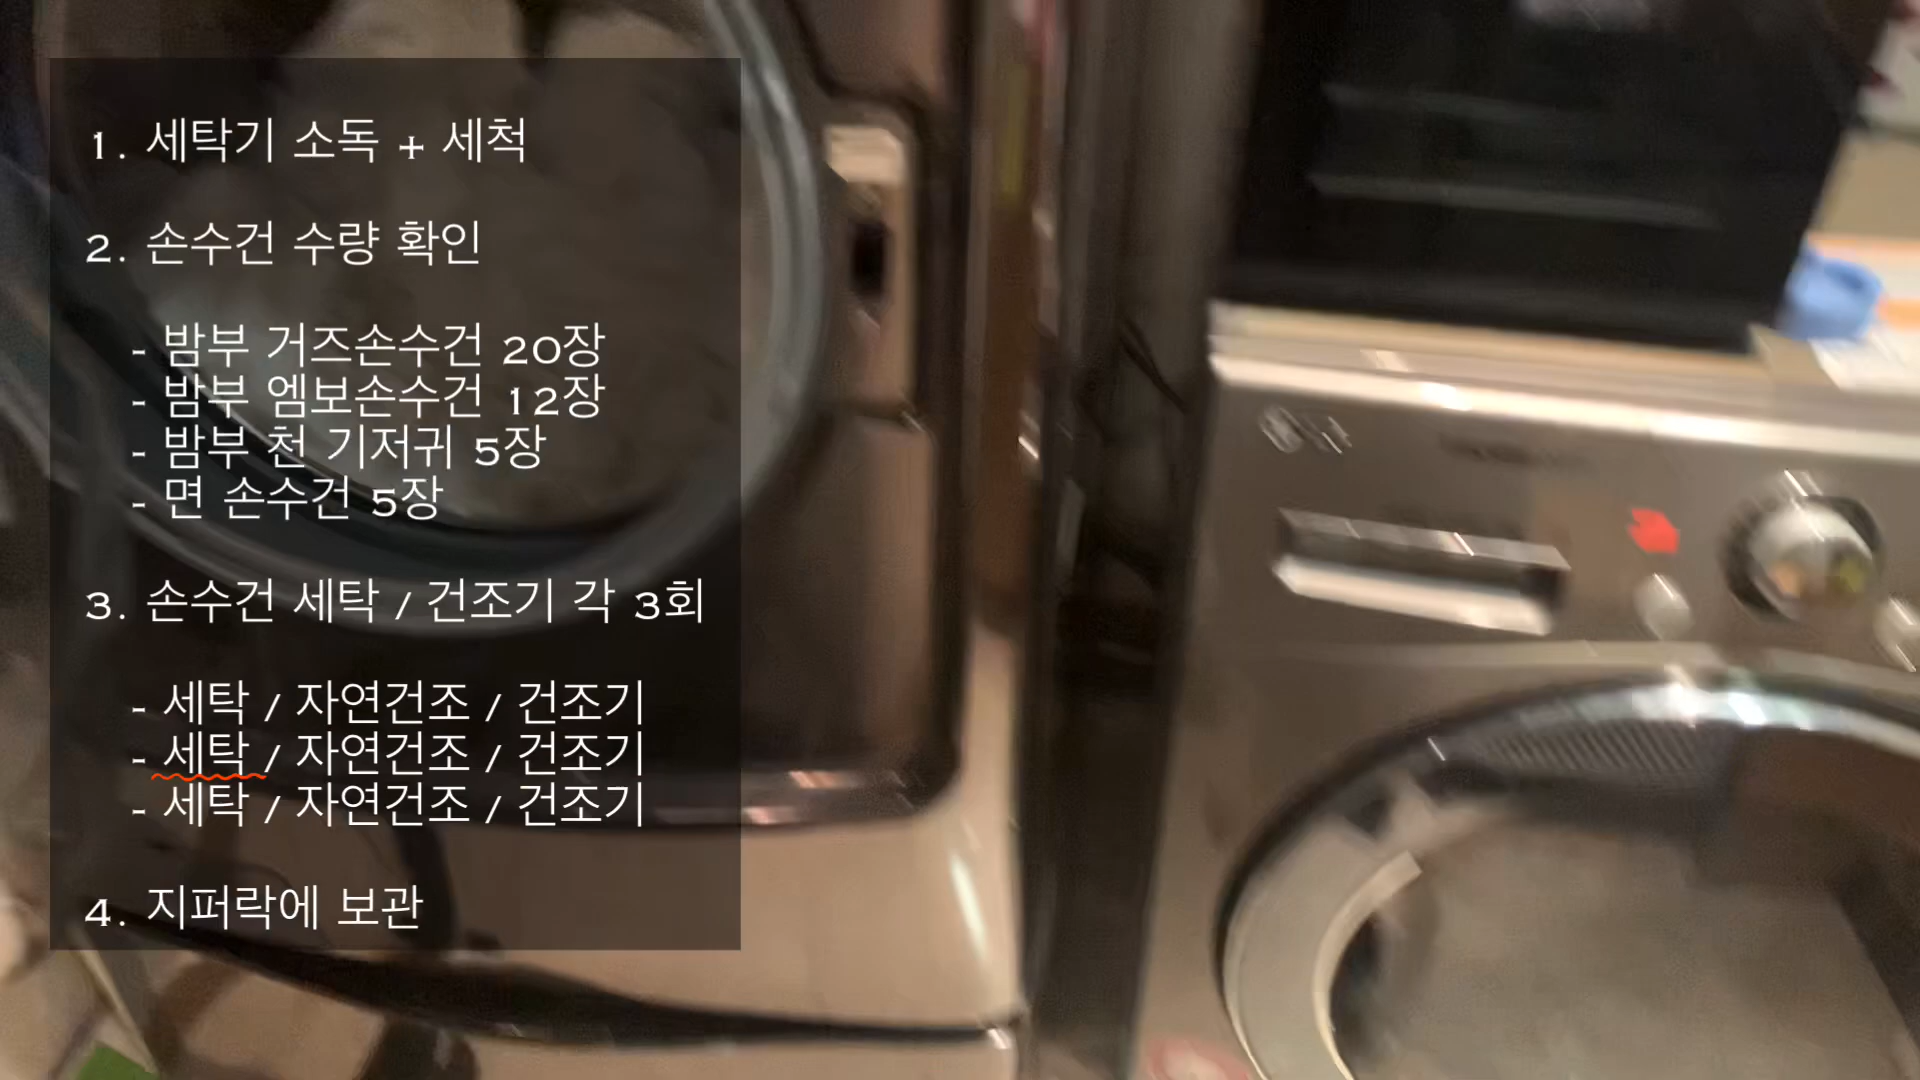 1. 세탁기 소독 + 세척
2. 손수건 수량 확인
- 밤부 거즈손수건 20장
- 밤부 엠보손수건 12장
- 밤부 천 기저귀 5장
- 면 손수건 5장
3. 손수건 세탁 / 건조기 각 3회
- 세탁 / 자연건조 / 건조기
- 세탁 / 자연건조 / 건조기
- 세탁 / 자연건조 / 건조기
4. 지퍼락에 보관